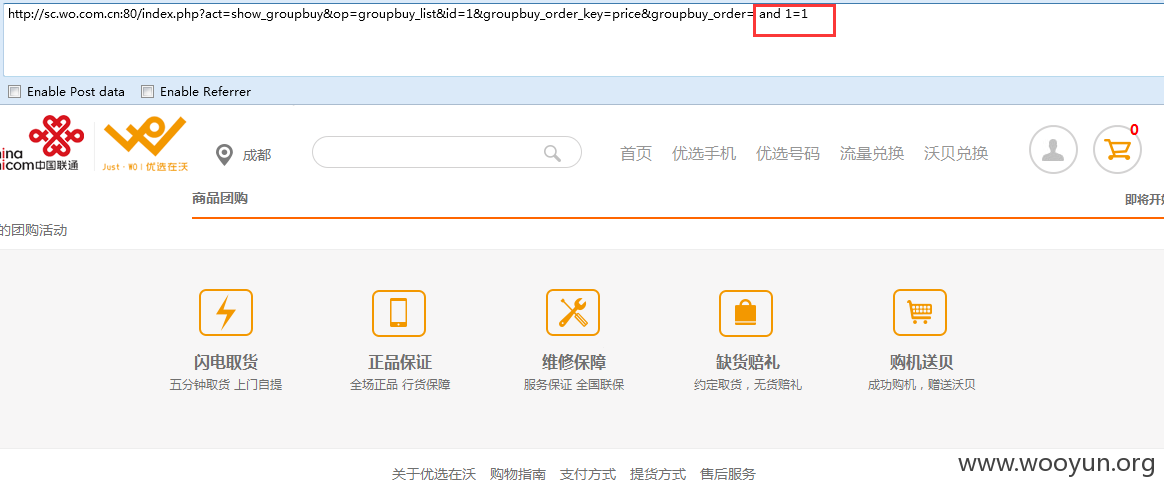 http://sc.wo.com.cn:80/index.php?act=show_groupbuy&op=groupbuy_list&id=1&groupbuy_order_key=price&groupbuy_order= and 1=1
Enable Post data Enable Referrer
中国联通 Just · WO | 优选在沃 成都 首页 优选手机 优选号码 流量兑换 沃贝兑换 0
商品团购 即将开始
的团购活动
闪电取货 正品保证 维修保障 缺货赔礼 购机送贝
五分钟取货 上门自提 全场正品 行货保障 服务保证 全国联保 约定取货，无货赔礼 成功购机，赠送沃贝
www.wooyun.org
关于优选在沃 购物指南 支付方式 提货方式 售后服务